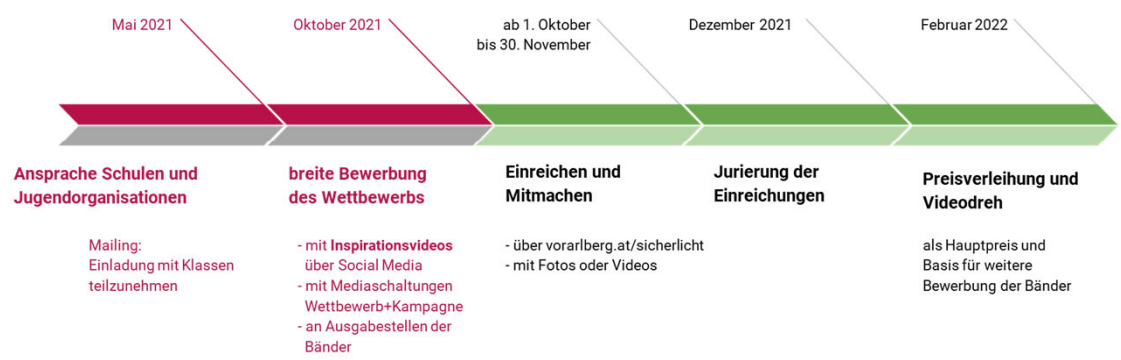 Mai 2021
Oktober 2021
ab 1. Oktober
bis 30. November
Dezember 2021
Februar 2022
Ansprache Schulen und
Jugendorganisationen
Mailing:
Einladung mit Klassen
teilzunehmen
breite Bewerbung
des Wettbewerbs
- mit Inspirationsvideos
über Social Media
- mit Mediaschaltungen
Wettbewerb+Kampagne
- an Ausgabestellen der
Bänder
Einreichen und
Mitmachen
- über vorarlberg.at/sicherlicht
- mit Fotos oder Videos
Jurierung der
Einreichungen
Preisverleihung und
Videodreh
als Hauptpreis und
Basis für weitere
Bewerbung der Bänder